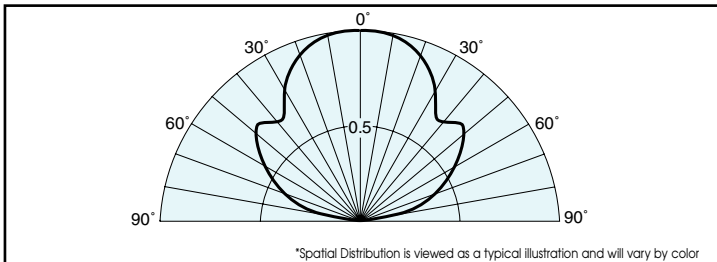 0°
30° 30°
60° 0.5 60°
90° 90°
*Spatial Distribution is viewed as a typical illustration and will vary by color